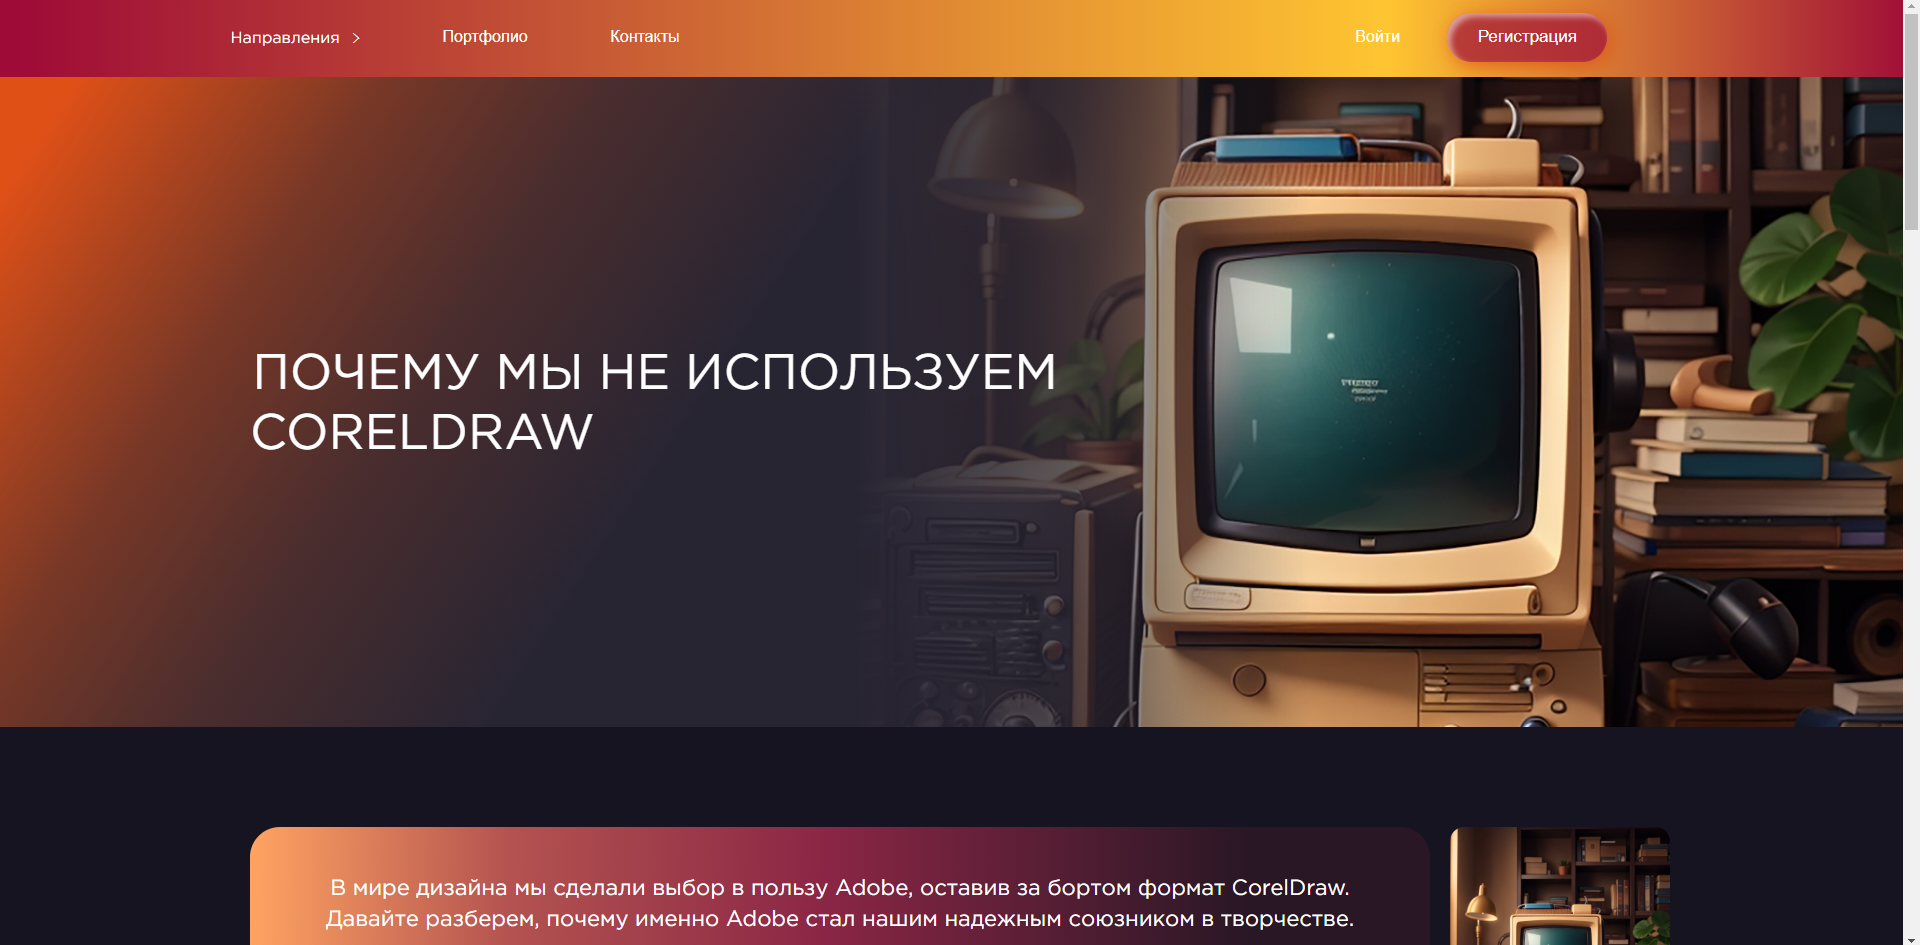 Направления
Портфолио
Контакты
Войти
Регистрация
ПОЧЕМУ МЫ НЕ ИСПОЛЬЗУЕМ
CORELDRAW
В мире дизайна мы сделали выбор в пользу Adobe, оставив за бортом формат CorelDraw.
Давайте разберем, почему именно Adobe стал нашим надежным союзником в творчестве.